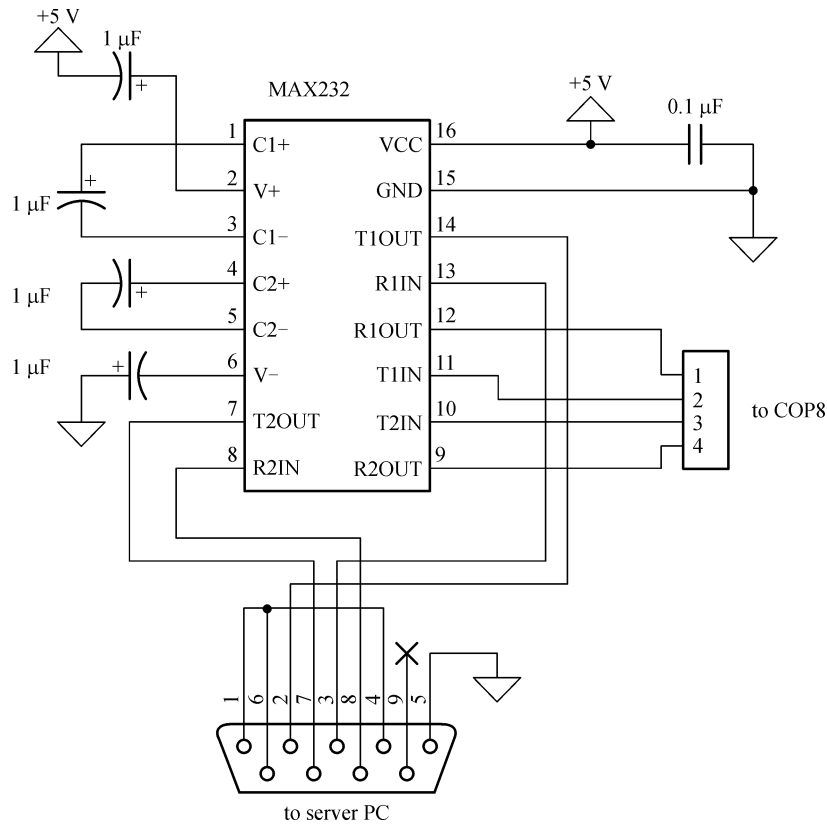 +5 V
1 μF
+
MAX232
+5 V
0.1 μF
1 C1+ VCC 16
+
1 μF
2 V+ GND 15
3 C1− T1OUT 14
4 C2+ R1IN 13
1 μF
+
5 C2− R1OUT 12
1 μF
+
6 V− T1IN 11
7 T2OUT T2IN 10
8 R2IN R2OUT 9
1
2
3
4
to COP8
1 6 2 7 3 8 4 9 5
to server PC